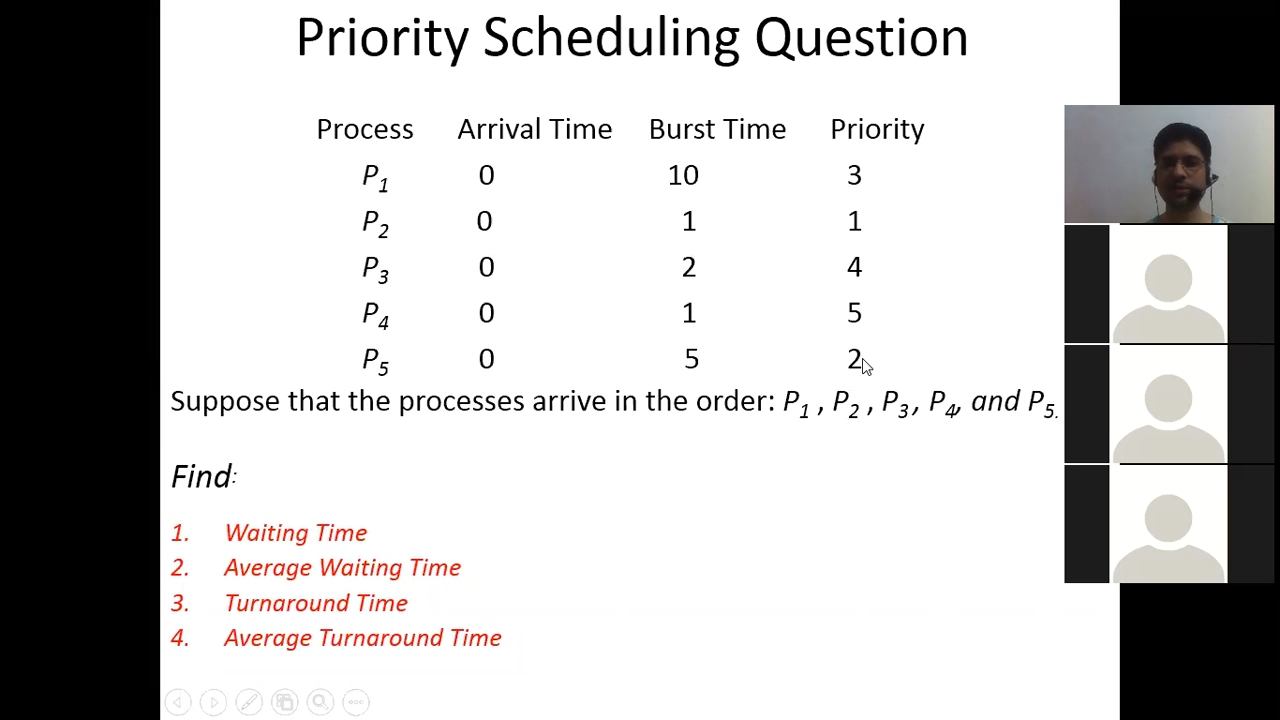 Priority Scheduling Question
Process Arrival Time Burst Time Priority
P1 0 10 3
P2 0 1 1
P3 0 2 4
P4 0 1 5
P5 0 5 2
Suppose that the processes arrive in the order: P1 , P2 , P3 , P4, and P5.
Find:
1. Waiting Time
2. Average Waiting Time
3. Turnaround Time
4. Average Turnaround Time